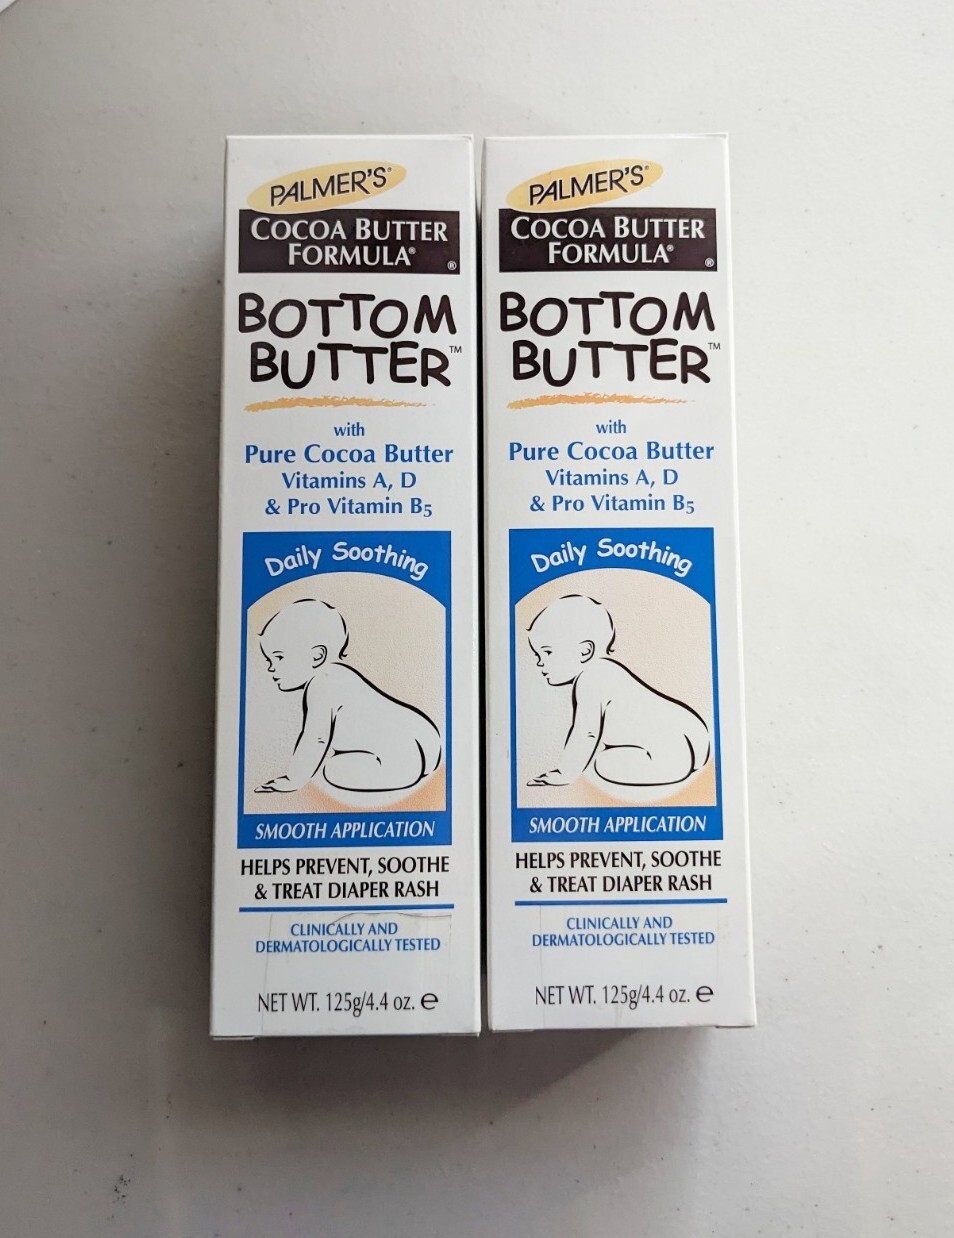 PALMER'S®
COCOA BUTTER
FORMULA®
®
BOTTOM
BUTTER™
with
Pure Cocoa Butter
Vitamins A, D
& Pro Vitamin B5
Daily Soothing
SMOOTH APPLICATION
HELPS PREVENT, SOOTHE
& TREAT DIAPER RASH
CLINICALLY AND
DERMATOLOGICALLY TESTED
NET WT. 125g/4.4 oz. e
PALMER'S®
COCOA BUTTER
FORMULA®
®
BOTTOM
BUTTER™
with
Pure Cocoa Butter
Vitamins A, D
& Pro Vitamin B5
Daily Soothing
SMOOTH APPLICATION
HELPS PREVENT, SOOTHE
& TREAT DIAPER RASH
CLINICALLY AND
DERMATOLOGICALLY TESTED
NET WT. 125g/4.4 oz. e